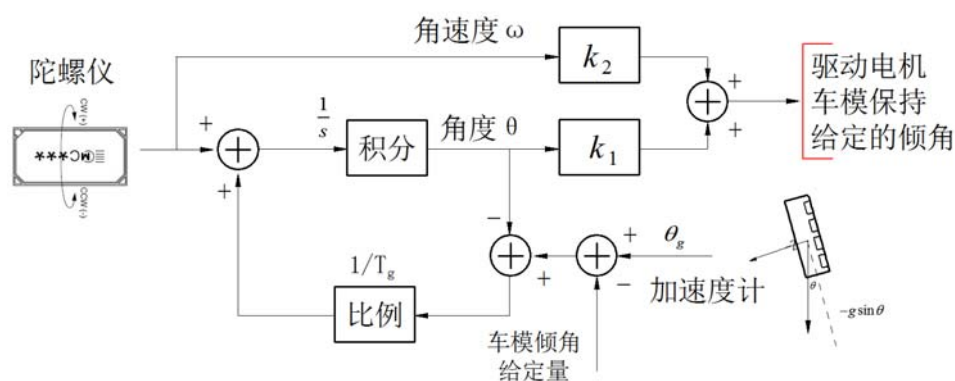 角速度 ω
k₂
陀螺仪
驱动电机
车模保持
给定的倾角
+
+
+
+
1/s
积分
角度 θ
k₁
CW(+)
CCW(-)
−
+
+
−
θg
加速度计
1/Tg
比例
车模倾角
给定量
Z
θ
-g sin θ